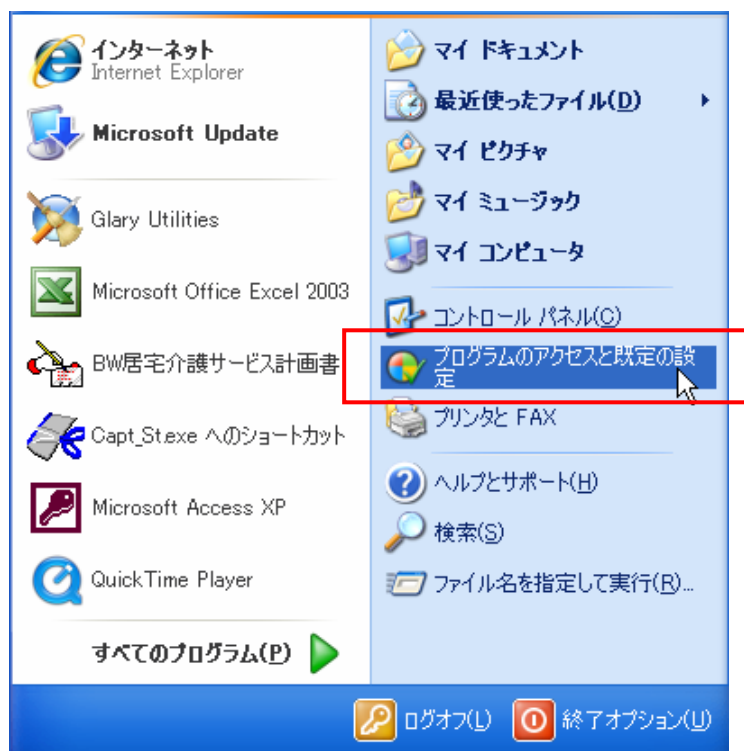 インターネット
Internet Explorer
Microsoft Update
Glary Utilities
Microsoft Office Excel 2003
BW居宅介護サービス計画書
Capt_St.exe へのショートカット
Microsoft Access XP
QuickTime Player
すべてのプログラム(P)
マイ ドキュメント
最近使ったファイル(D)
マイ ピクチャ
マイ ミュージック
マイ コンピュータ
コントロール パネル(C)
プログラムのアクセスと既定の設
定
プリンタと FAX
ヘルプとサポート(H)
検索(S)
ファイル名を指定して実行(R)...
ログオフ(L)
終了オプション(U)